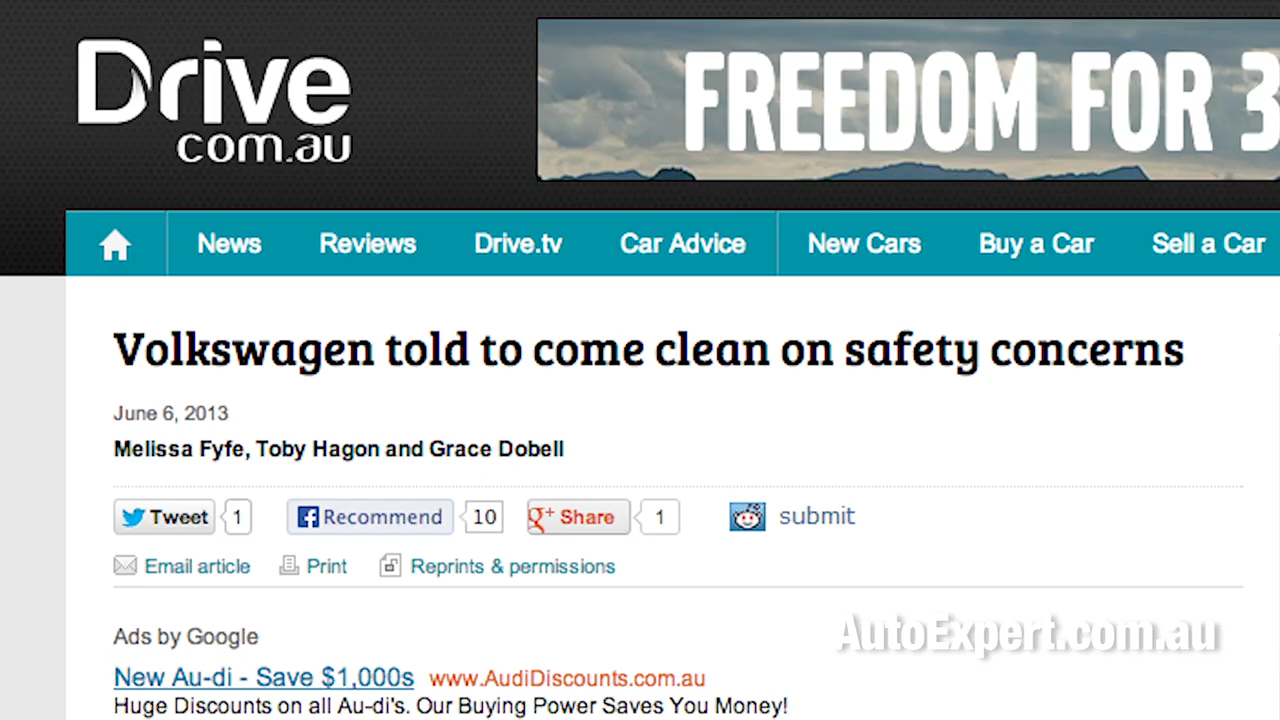 Drive
com.au
FREEDOM FOR 3
News Reviews Drive.tv Car Advice New Cars Buy a Car Sell a Car
Volkswagen told to come clean on safety concerns
June 6, 2013
Melissa Fyfe, Toby Hagon and Grace Dobell
Tweet 1 Recommend 10 g+ Share 1 submit
Email article Print Reprints & permissions
Ads by Google
AutoExpert.com.au
New Au-di - Save $1,000s www.AudiDiscounts.com.au
Huge Discounts on all Au-di's. Our Buying Power Saves You Money!